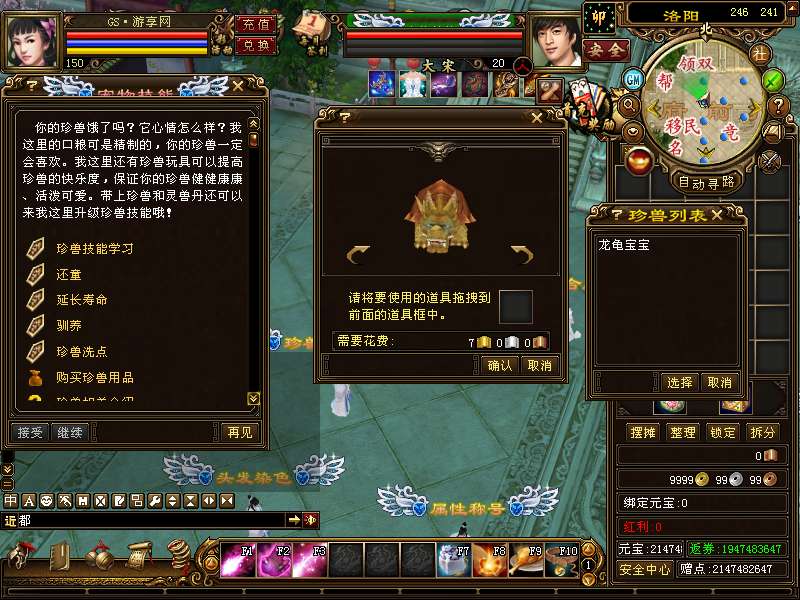 GS·游享网
150
充值
兑换
20
大宋
卯
洛阳
246 241
北
安全
社
GM
领双
帮
移民
竞
名
自动寻路
你的珍兽饿了吗？它心情怎么样？我
这里的口粮可是精制的，你的珍兽一定
会喜欢。我这里还有珍兽玩具可以提高
珍兽的快乐度，保证你的珍兽健健康康
、活泼可爱。带上珍兽和灵兽丹还可以
来我这里升级珍兽技能哦！
珍兽技能学习
还童
延长寿命
驯养
珍兽洗点
购买珍兽用品
接受
继续
再见
请将要使用的道具拖拽到
前面的道具框中。
需要花费:
7 0 0
确认
取消
珍兽列表
龙龟宝宝
选择
取消
摆摊
整理
锁定
拆分
0
9999 99 99
绑定元宝:0
红利:0
元宝:21474
返券:1947483647
安全中心
赠点:2147482647
头发染色
属性称号
近都
F1
F2
F3
F7
F8
F9
F10
1